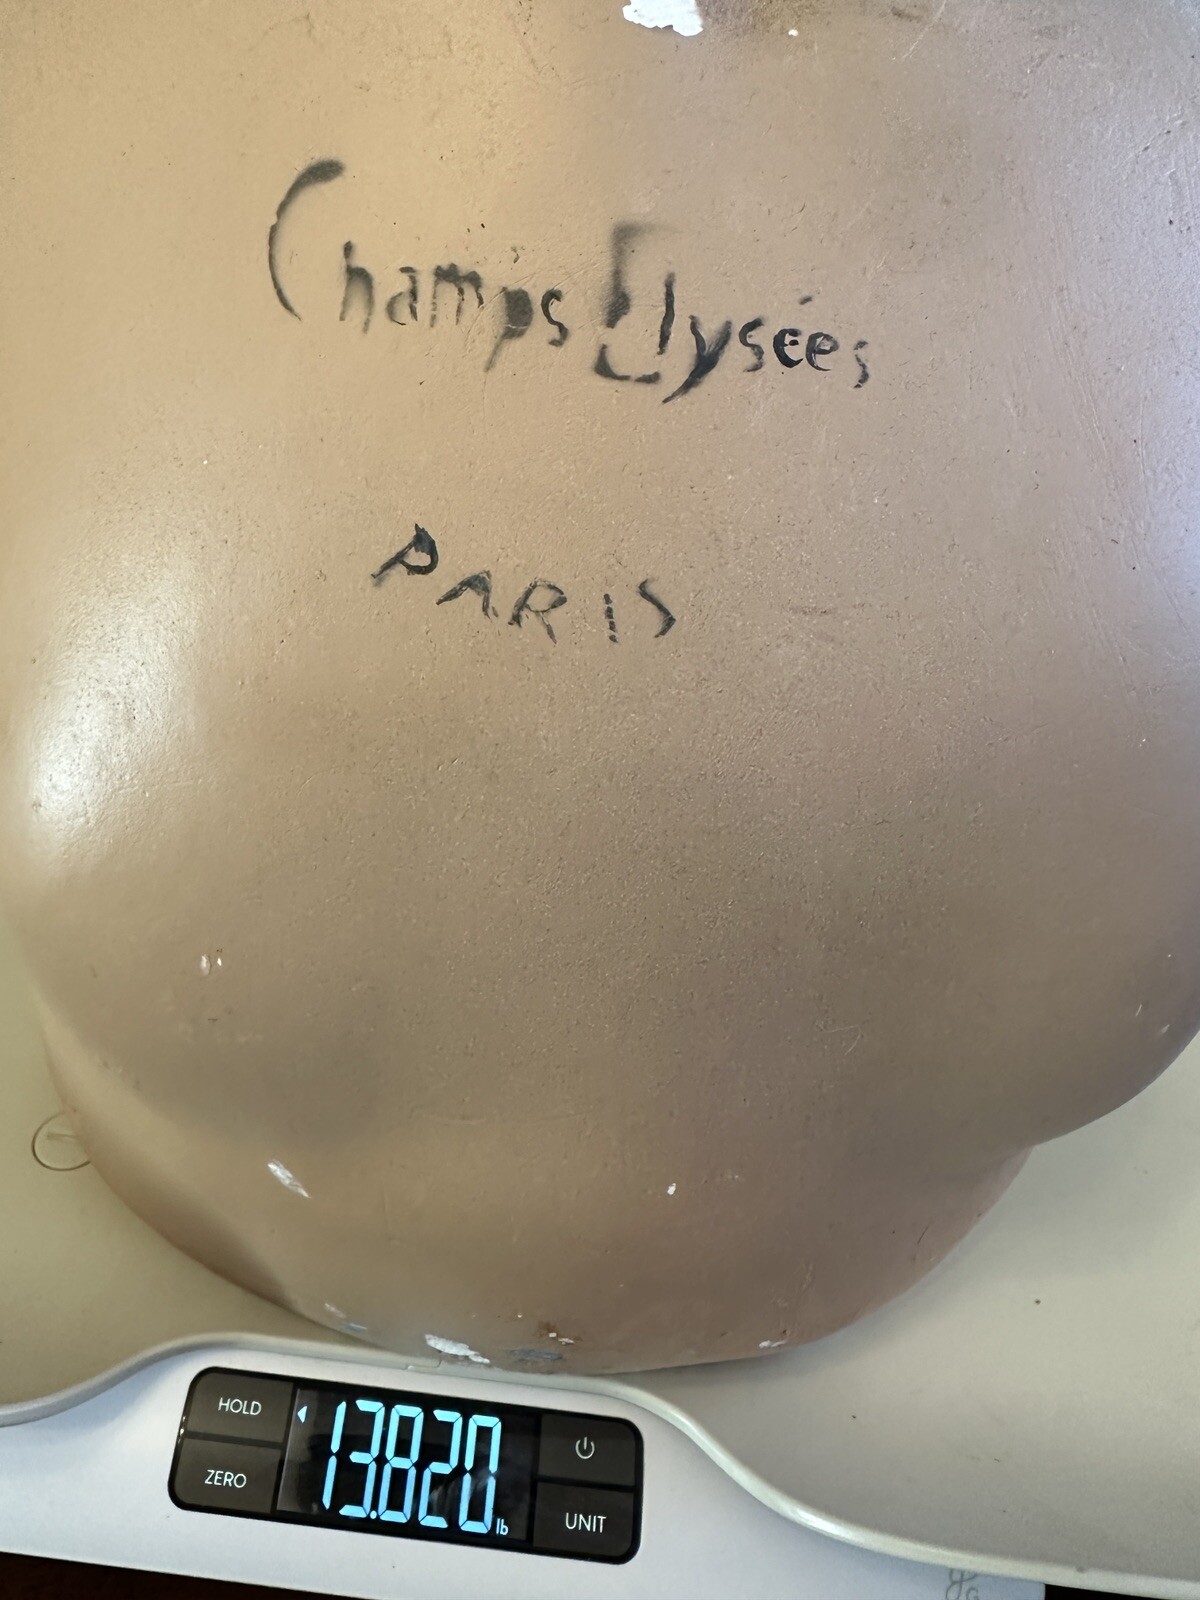 Champs Elysées
PARIS
HOLD
ZERO
13.820 lb
UNIT